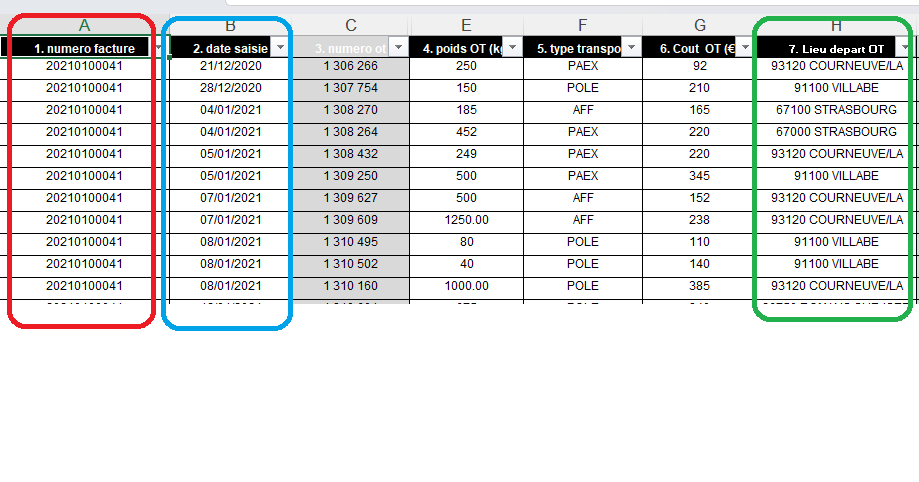 A B C E F G H
1. numero facture 2. date saisie 3. numero ot 4. poids OT (kg 5. type transpo 6. Cout OT (€ 7. Lieu depart OT
20210100041 21/12/2020 1 306 266 250 PAEX 92 93120 COURNEUVE/LA
20210100041 28/12/2020 1 307 754 150 POLE 210 91100 VILLABE
20210100041 04/01/2021 1 308 270 185 AFF 165 67100 STRASBOURG
20210100041 04/01/2021 1 308 264 452 PAEX 220 67000 STRASBOURG
20210100041 05/01/2021 1 308 432 249 PAEX 220 93120 COURNEUVE/LA
20210100041 05/01/2021 1 309 250 500 PAEX 345 91100 VILLABE
20210100041 07/01/2021 1 309 627 500 AFF 152 93120 COURNEUVE/LA
20210100041 07/01/2021 1 309 609 1250.00 AFF 238 93120 COURNEUVE/LA
20210100041 08/01/2021 1 310 495 80 POLE 110 91100 VILLABE
20210100041 08/01/2021 1 310 502 40 POLE 140 91100 VILLABE
20210100041 08/01/2021 1 310 160 1000.00 POLE 385 93120 COURNEUVE/LA